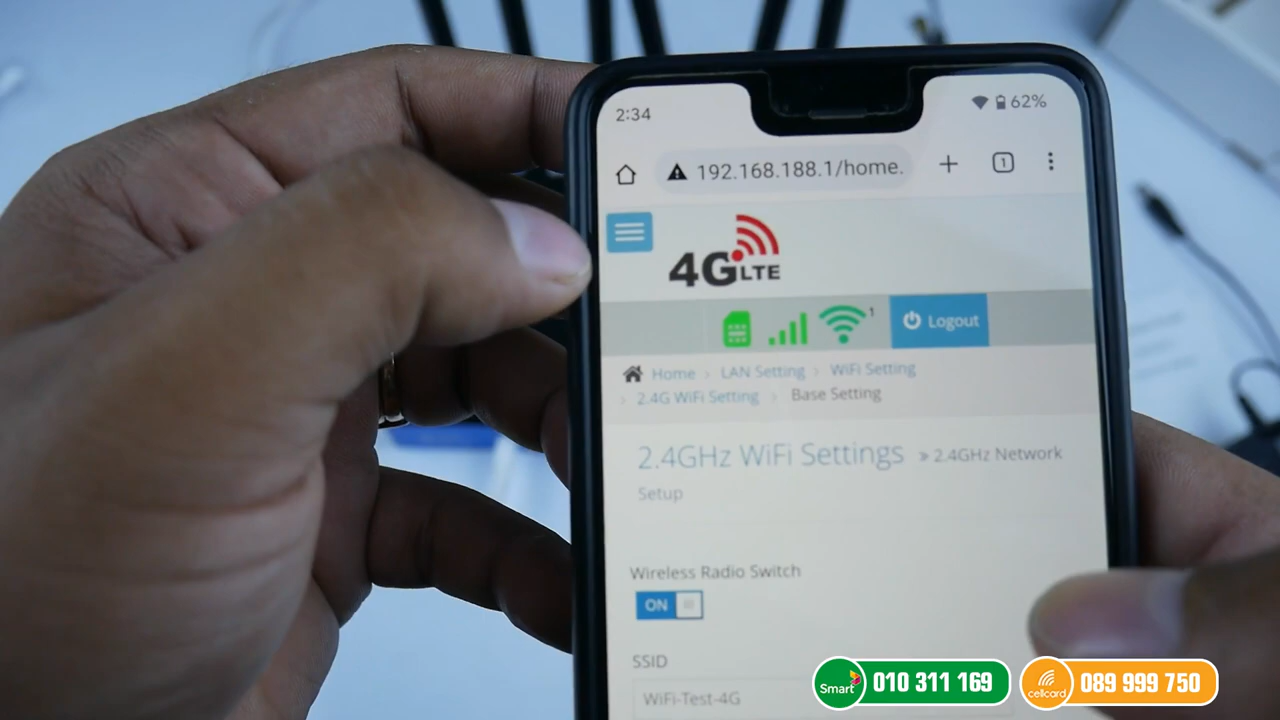 2:34
62%
192.168.188.1/home.
1
4G LTE
1
Logout
Home > LAN Setting > WiFi Setting
> 2.4G WiFi Setting > Base Setting
2.4GHz WiFi Settings » 2.4GHz Network
Setup
Wireless Radio Switch
ON
SSID
WiFi-Test-4G
Smart 010 311 169
cellcard 089 999 750